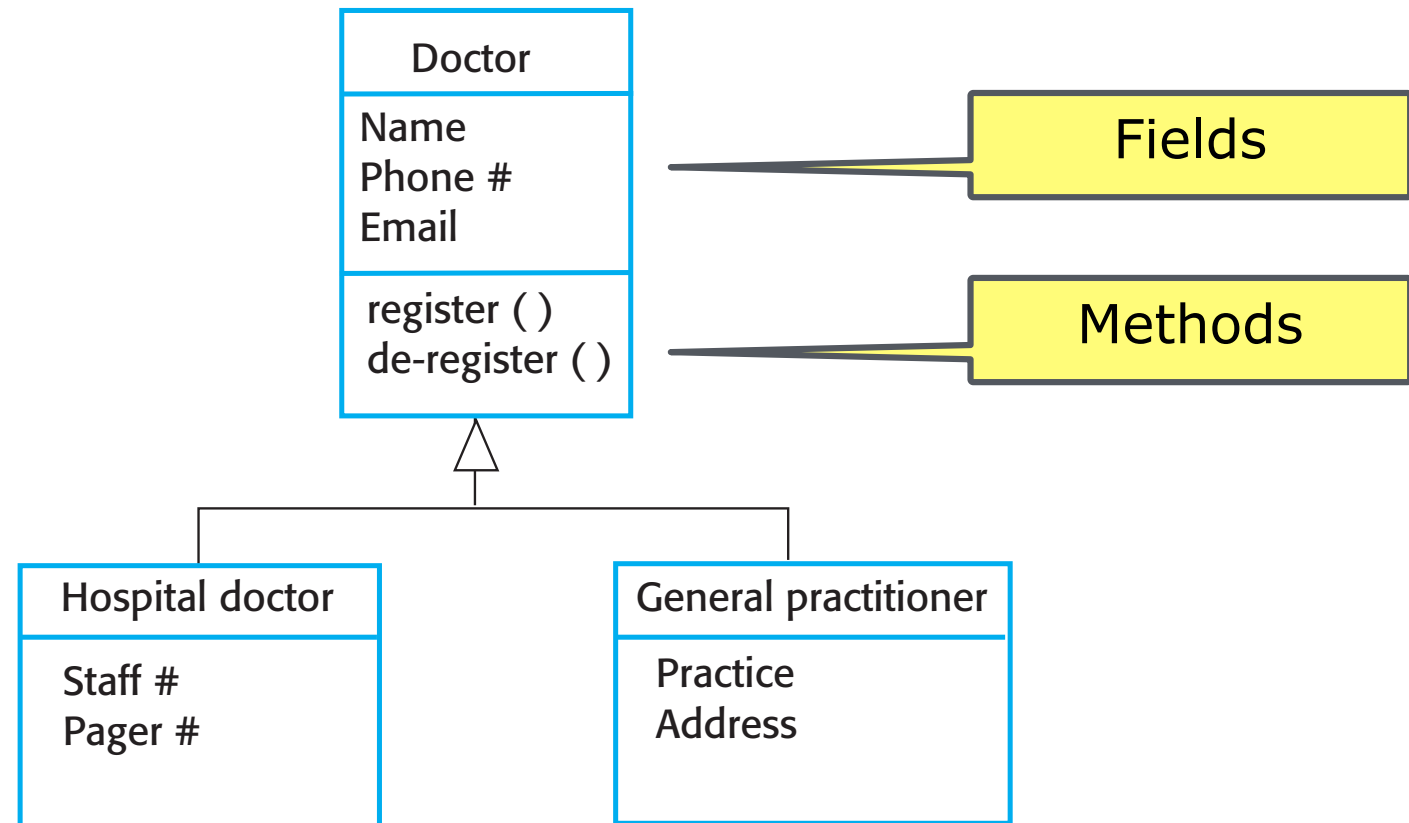 Doctor
Name
Phone #
Email
register ( )
de-register ( )
Fields
Methods
Hospital doctor
Staff #
Pager #
General practitioner
Practice
Address